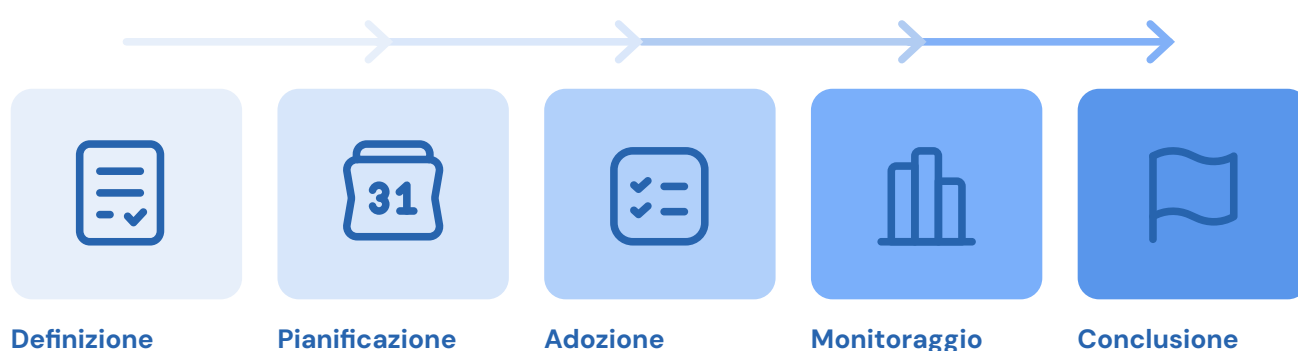 31
Definizione
Pianificazione
Adozione
Monitoraggio
Conclusione